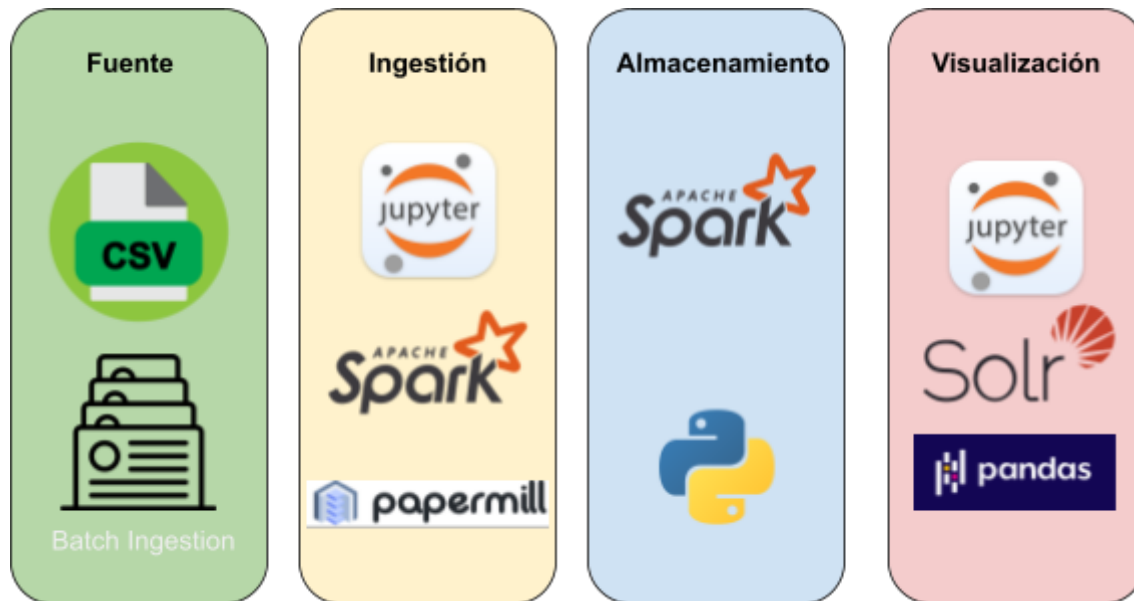 Fuente
CSV
Batch Ingestion
Ingestión
jupyter
APACHE
Spark
papermill
Almacenamiento
APACHE
Spark
Visualización
jupyter
Solr
pandas